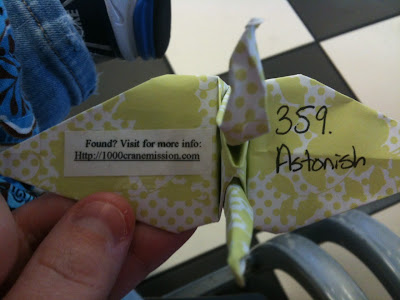 Found? Visit for more info:
Http://1000cranemission.com
359.
Astonish